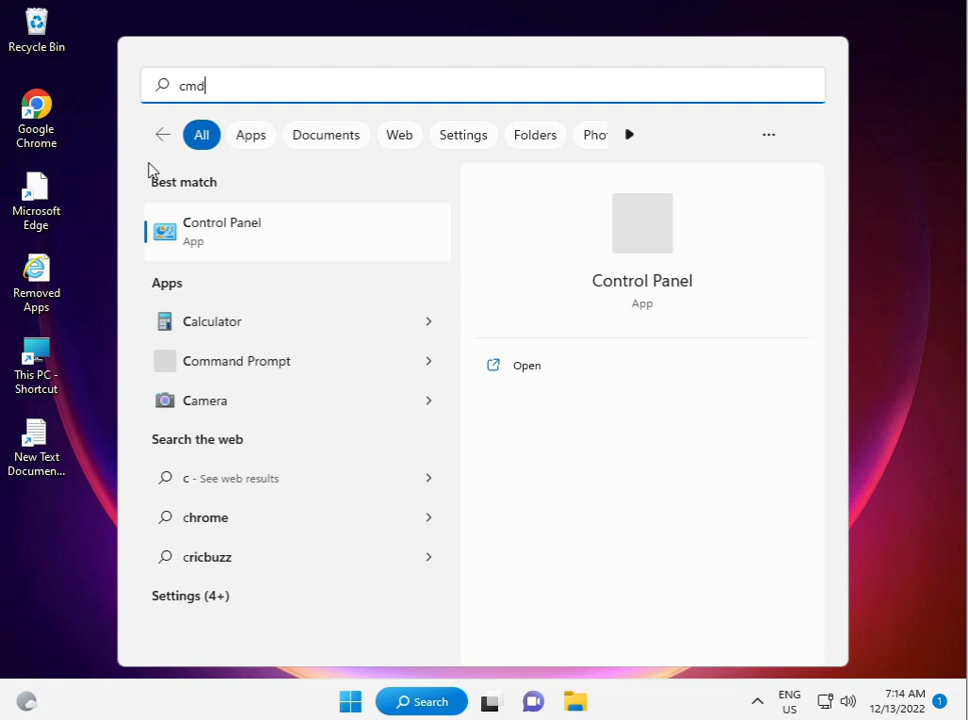 Recycle Bin
Google
Chrome
Microsoft
Edge
Removed
Apps
This PC -
Shortcut
New Text
Documen...
cmd
All
Apps
Documents
Web
Settings
Folders
Pho
...
Best match
Control Panel
App
Apps
Calculator
Command Prompt
Camera
Search the web
c - See web results
chrome
cricbuzz
Settings (4+)
Control Panel
App
Open
Search
ENG
US
7:14 AM
12/13/2022
1